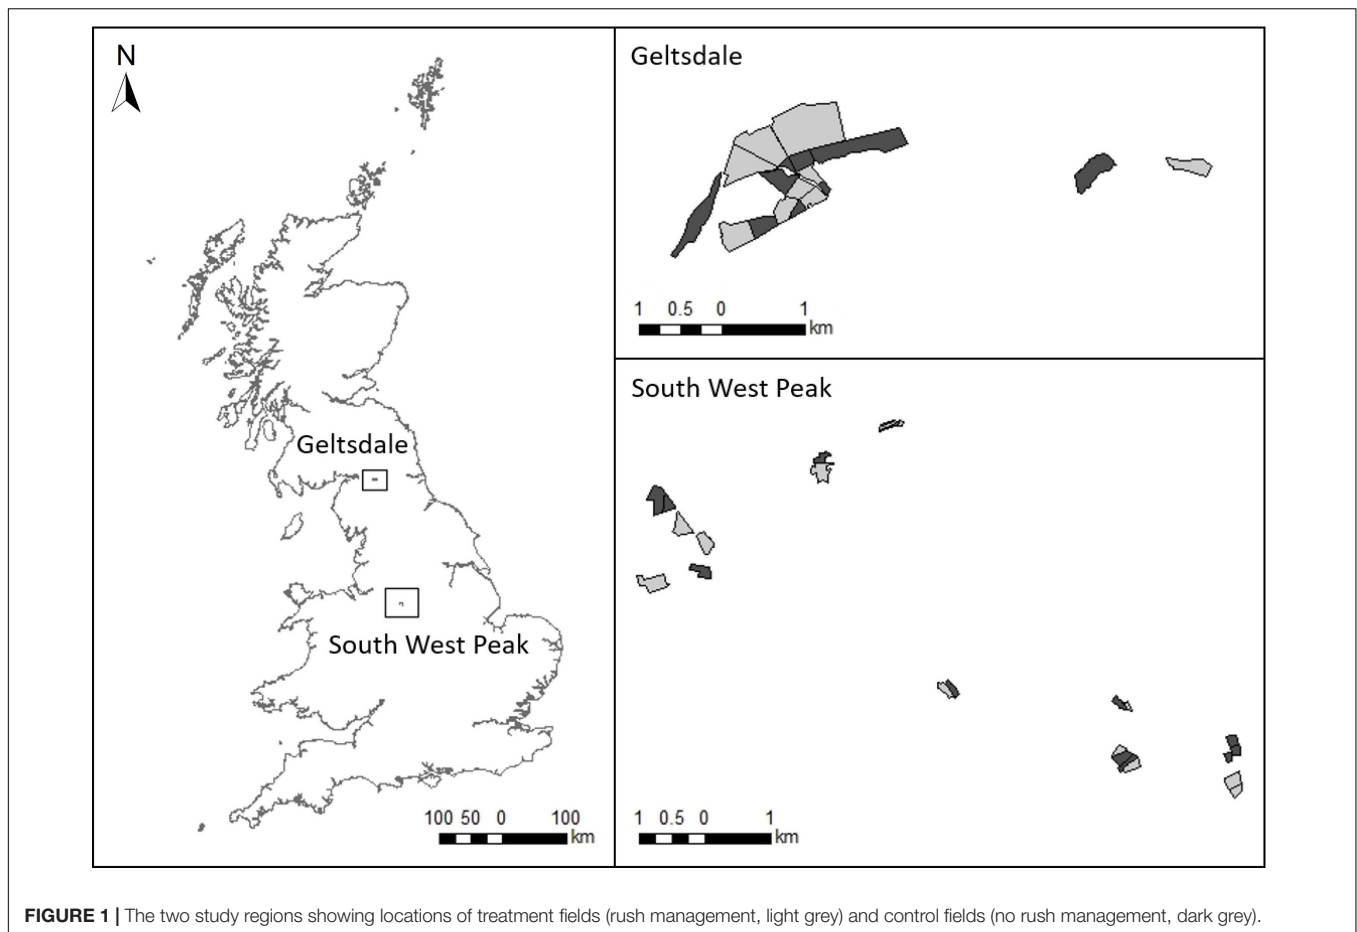 N
Geltsdale
South West Peak
100 50 0 100
km
Geltsdale
1 0.5 0 1
km
South West Peak
1 0.5 0 1
km
FIGURE 1 | The two study regions showing locations of treatment fields (rush management, light grey) and control fields (no rush management, dark grey).